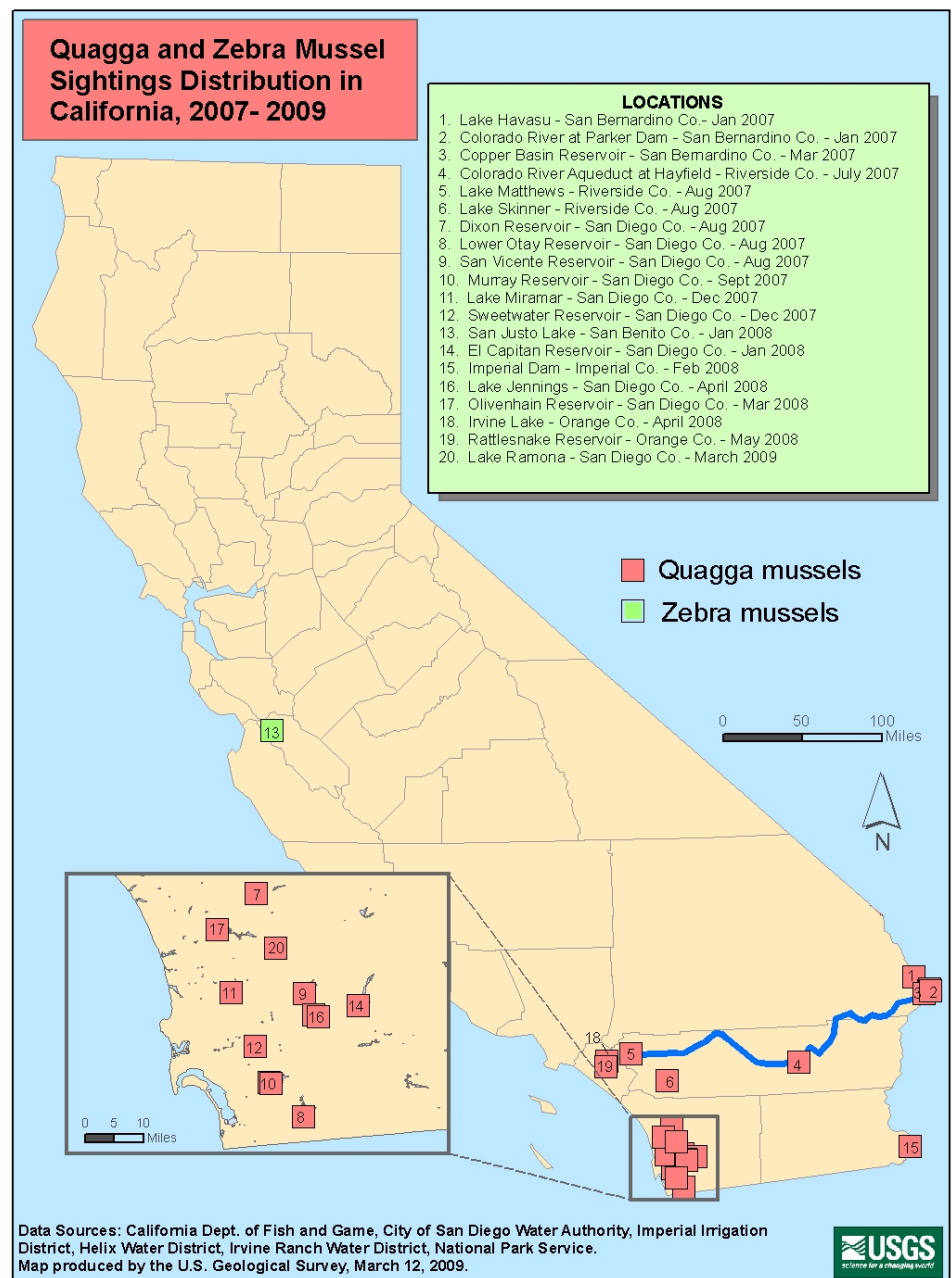 Quagga and Zebra Mussel
Sightings Distribution in
California, 2007- 2009
LOCATIONS
1. Lake Havasu - San Bernardino Co.- Jan 2007
2. Colorado River at Parker Dam - San Bernardino Co. - Jan 2007
3. Copper Basin Reservoir - San Bernardino Co. - Mar 2007
4. Colorado River Aqueduct at Hayfield - Riverside Co. - July 2007
5. Lake Matthews - Riverside Co. - Aug 2007
6. Lake Skinner - Riverside Co. - Aug 2007
7. Dixon Reservoir - San Diego Co. - Aug 2007
8. Lower Otay Reservoir - San Diego Co. - Aug 2007
9. San Vicente Reservoir - San Diego Co. - Aug 2007
10. Murray Reservoir - San Diego Co. - Sept 2007
11. Lake Miramar - San Diego Co. - Dec 2007
12. Sweetwater Reservoir - San Diego Co. - Dec 2007
13. San Justo Lake - San Benito Co. - Jan 2008
14. El Capitan Reservoir - San Diego Co. - Jan 2008
15. Imperial Dam - Imperial Co. - Feb 2008
16. Lake Jennings - San Diego Co. - April 2008
17. Olivenhain Reservoir - San Diego Co. - Mar 2008
18. Irvine Lake - Orange Co. - April 2008
19. Rattlesnake Reservoir - Orange Co. - May 2008
20. Lake Ramona - San Diego Co. - March 2009
Quagga mussels
Zebra mussels
0 50 100
Miles
N
13
7
17
20
11
9
16
14
12
10
8
0 5 10
Miles
1
3
2
18
19
5
4
6
15
Data Sources: California Dept. of Fish and Game, City of San Diego Water Authority, Imperial Irrigation
District, Helix Water District, Irvine Ranch Water District, National Park Service.
Map produced by the U.S. Geological Survey, March 12, 2009.
USGS
science for a changing world